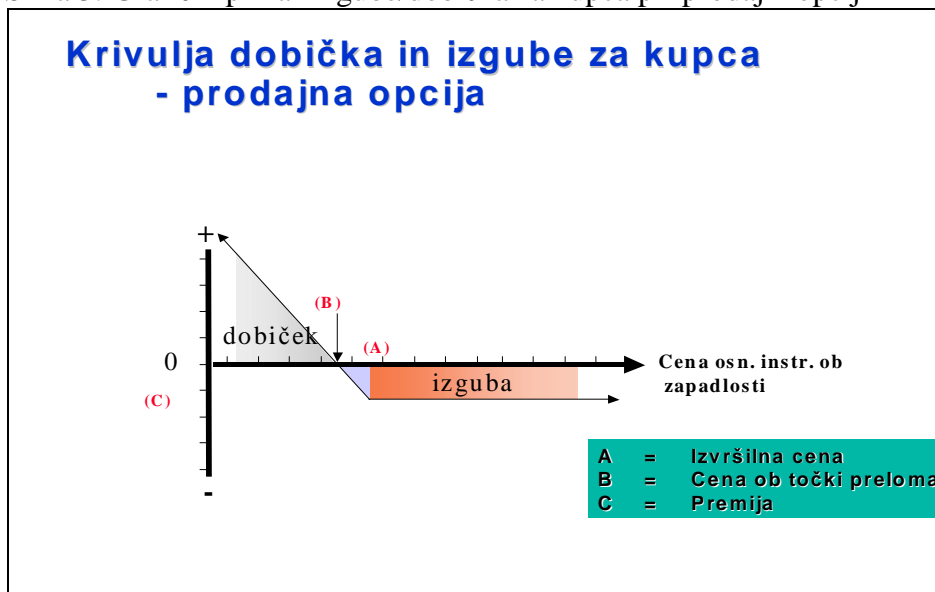 Krivulja dobička in izgube za kupca
- prodajna opcija
+
(B)
dobiček
(A)
0
Cena osn. instr. ob
zapadlosti
izguba
(C)
A = Izvršilna cena
B = Cena ob točki preloma
C = Premija
-